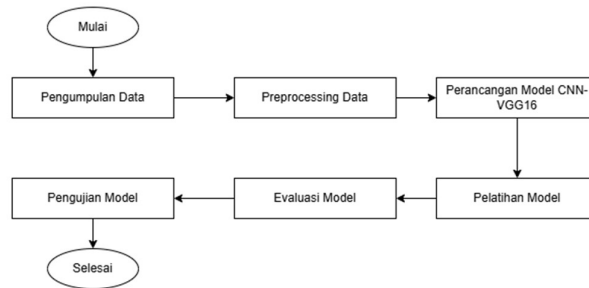 Mulai
Pengumpulan Data
Preprocessing Data
Perancangan Model CNN-
VGG16
Pelatihan Model
Evaluasi Model
Pengujian Model
Selesai